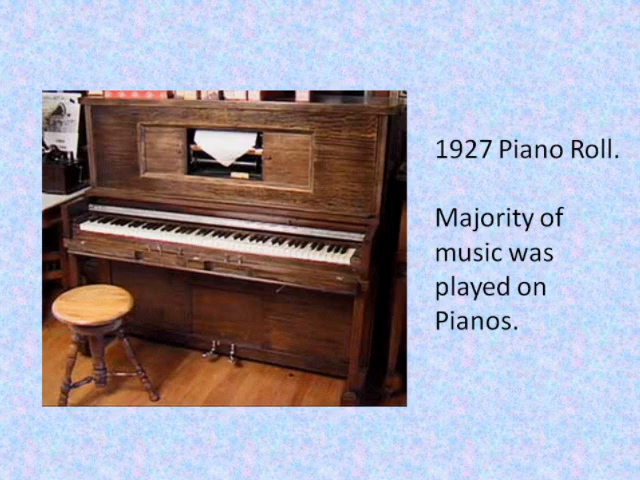 1927 Piano Roll.
Majority of
music was
played on
Pianos.